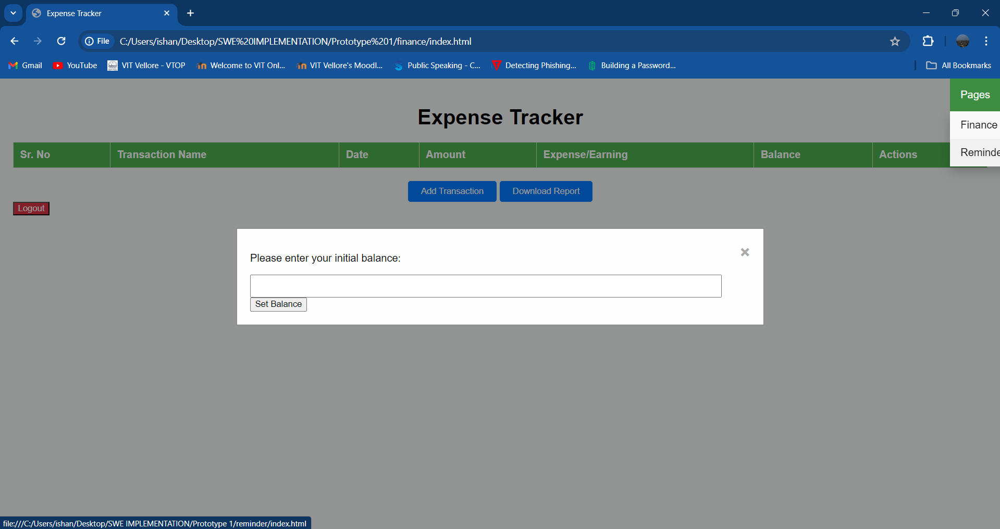 Expense Tracker
File C:/Users/ishan/Desktop/SWE%20IMPLEMENTATION/Prototype%201/finance/index.html
Gmail YouTube VIT Vellore - VTOP Welcome to VIT Onl... VIT Vellore's Moodl... Public Speaking - C... Detecting Phishing... Building a Password... All Bookmarks
Pages
Finance
Reminde
Expense Tracker
Sr. No Transaction Name Date Amount Expense/Earning Balance Actions
Add Transaction Download Report
Logout
Please enter your initial balance:
Set Balance
file:///C:/Users/ishan/Desktop/SWE IMPLEMENTATION/Prototype 1/reminder/index.html